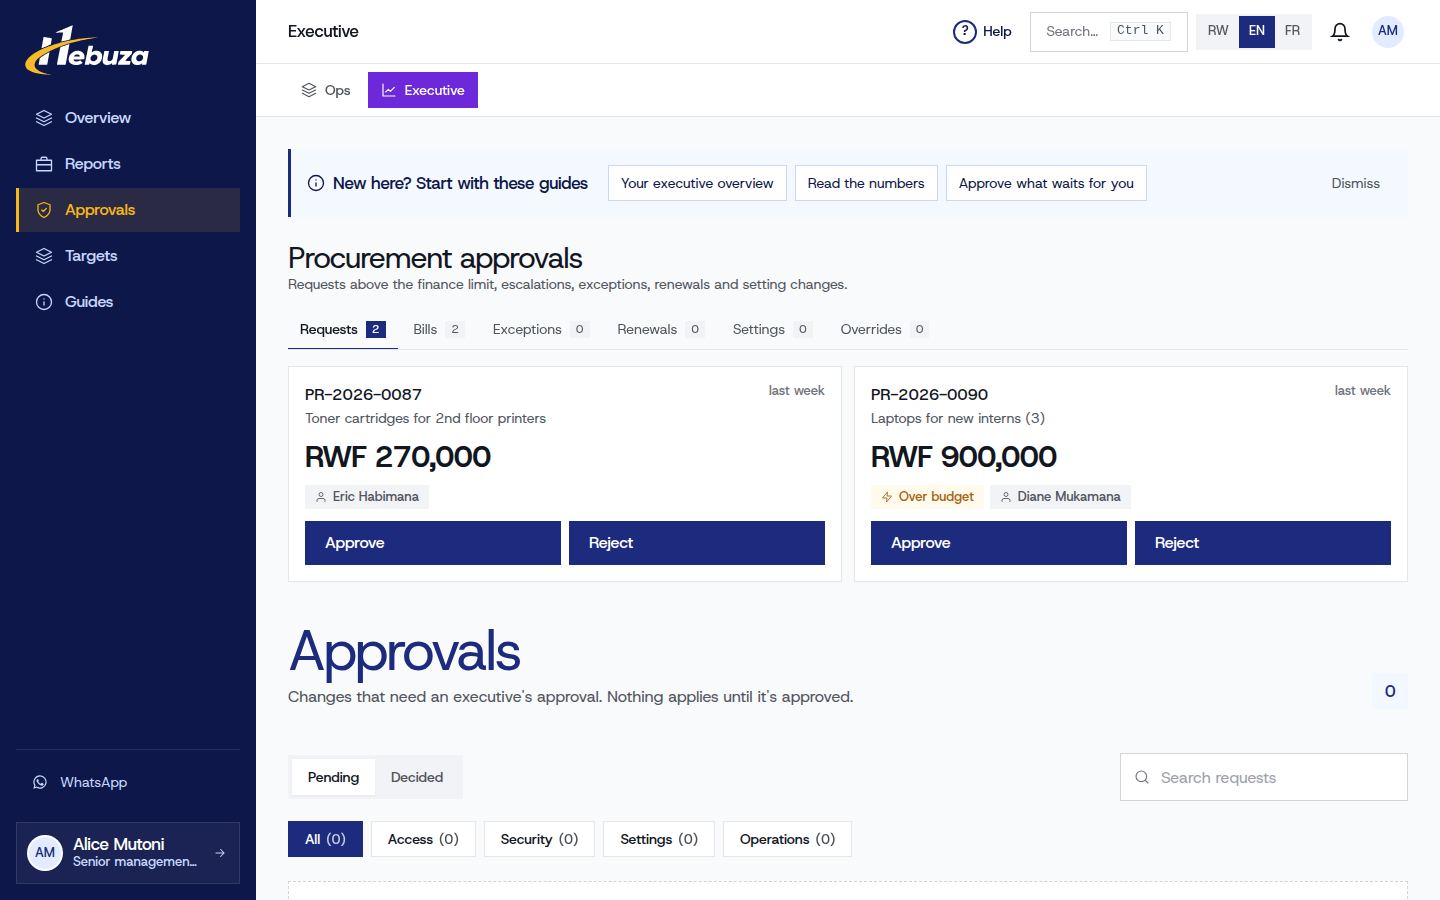 Hebuza
Overview
Reports
Approvals
Targets
Guides
WhatsApp
AM
Alice Mutoni
Senior managemen...
Executive
? Help
Search... Ctrl K
RW EN FR
AM
Ops
Executive
New here? Start with these guides
Your executive overview
Read the numbers
Approve what waits for you
Dismiss
Procurement approvals
Requests above the finance limit, escalations, exceptions, renewals and setting changes.
Requests 2 Bills 2 Exceptions 0 Renewals 0 Settings 0 Overrides 0
PR-2026-0087 last week
Toner cartridges for 2nd floor printers
RWF 270,000
Eric Habimana
Approve Reject
PR-2026-0090 last week
Laptops for new interns (3)
RWF 900,000
Over budget Diane Mukamana
Approve Reject
Approvals
Changes that need an executive's approval. Nothing applies until it's approved.
0
Pending Decided
Search requests
All (0) Access (0) Security (0) Settings (0) Operations (0)